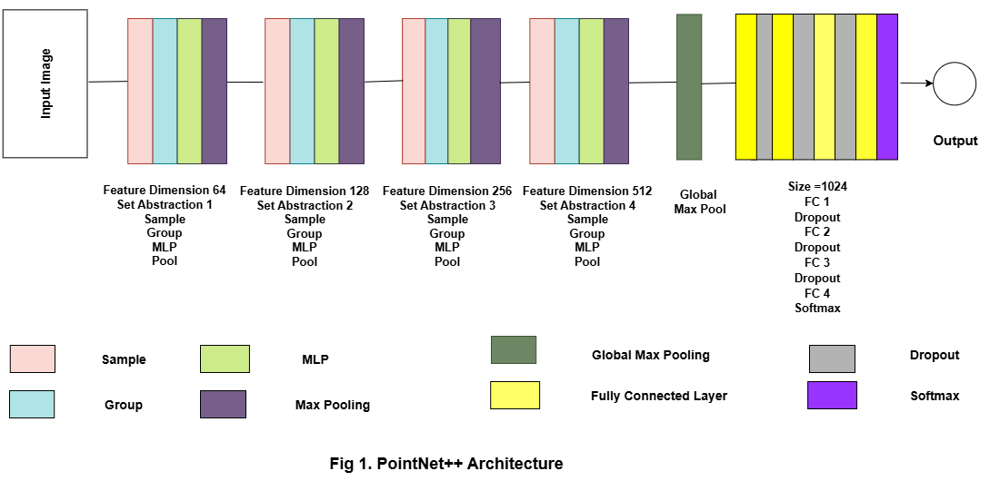 Input Image
Output
Feature Dimension 64
Set Abstraction 1
Sample
Group
MLP
Pool
Feature Dimension 128
Set Abstraction 2
Sample
Group
MLP
Pool
Feature Dimension 256
Set Abstraction 3
Sample
Group
MLP
Pool
Feature Dimension 512
Set Abstraction 4
Sample
Group
MLP
Pool
Global
Max Pool
Size =1024
FC 1
Dropout
FC 2
Dropout
FC 3
Dropout
FC 4
Softmax
Sample
MLP
Global Max Pooling
Dropout
Group
Max Pooling
Fully Connected Layer
Softmax
Fig 1. PointNet++ Architecture